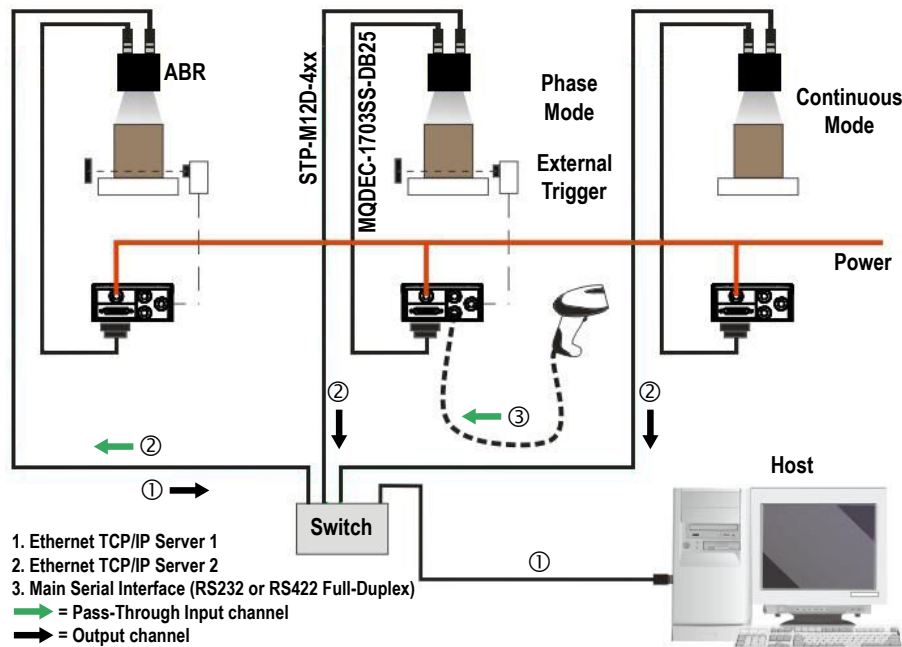 ABR
STP-M12D-4xx
MQDEC-1703SS-DB25
Phase
Mode
External
Trigger
Continuous
Mode
Power
②
②
③
②
①
Host
Switch
①
1. Ethernet TCP/IP Server 1
2. Ethernet TCP/IP Server 2
3. Main Serial Interface (RS232 or RS422 Full-Duplex)
= Pass-Through Input channel
= Output channel